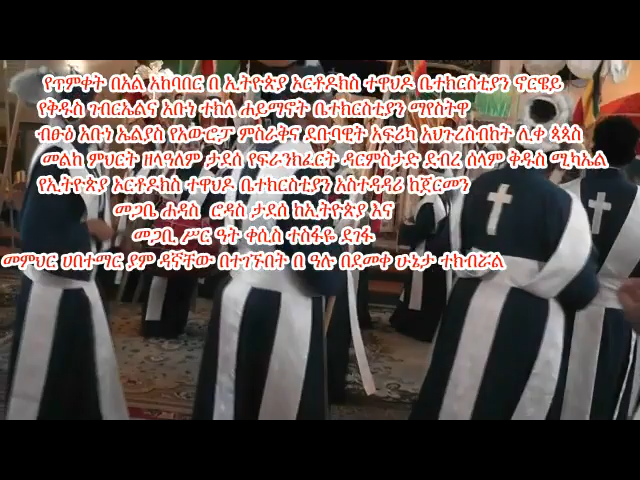 የጥምቀት በአል አከባበር በ ኢትዮጵያ ኦርቶዶክስ ተዋህዶ ቤተክርስቲያን ኖርዌይ
የቅዱስ ገብርኤልና አቡነ ተክለ ሐይማኖት ቤተክርስቲያን ማየስትዋ
ብፁዕ አቡነ ኤልያስ የአውሮፓ ምስራቅና ደቡባዊት አፍሪካ አህጉረስብከት ሊቀ ጳጳስ
መልከ ምህርት ዘላዓለም ታደሰ የፍራንክፈርት ዳርምስታድ ደብረ ሰላም ቅዱስ ሚካኤል
የኢትዮጵያ ኦርቶዶክስ ተዋህዶ ቤተክርስቲያን አስተዳዳሪ ከጀርመን
መጋቤ ሐዲስ ሮዳስ ታደሰ ከኢትዮጵያ እና
መጋቢ ሥር ዓት ቀሲስ ተስፋዬ ደገፋ
መምህር ሀበተማር ያም ዳኛቸው በተገኙበት በ ዓሉ በደመቀ ሁኔታ ተከብሯል